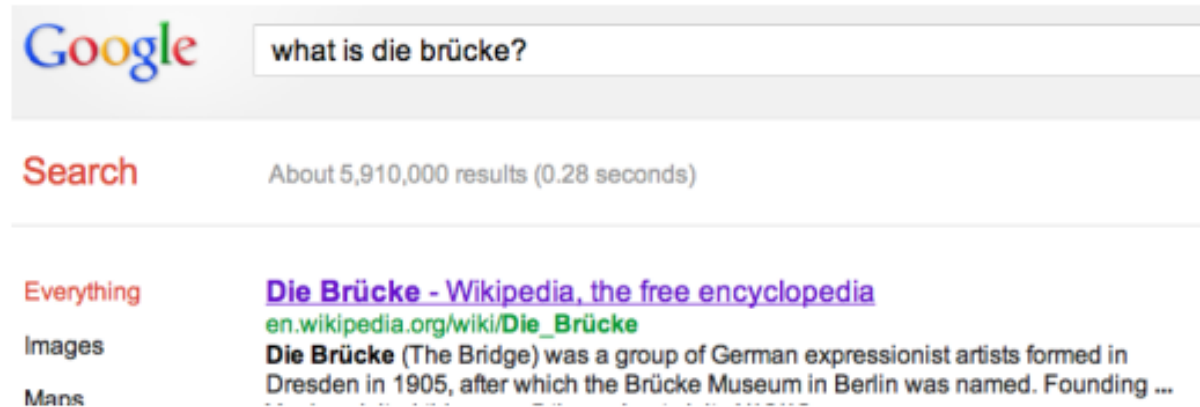 Google
what is die brücke?
Search
About 5,910,000 results (0.28 seconds)
Everything
Die Brücke - Wikipedia, the free encyclopedia
en.wikipedia.org/wiki/Die_Brücke
Images
Die Brücke (The Bridge) was a group of German expressionist artists formed in
Dresden in 1905, after which the Brücke Museum in Berlin was named. Founding ...
Maps